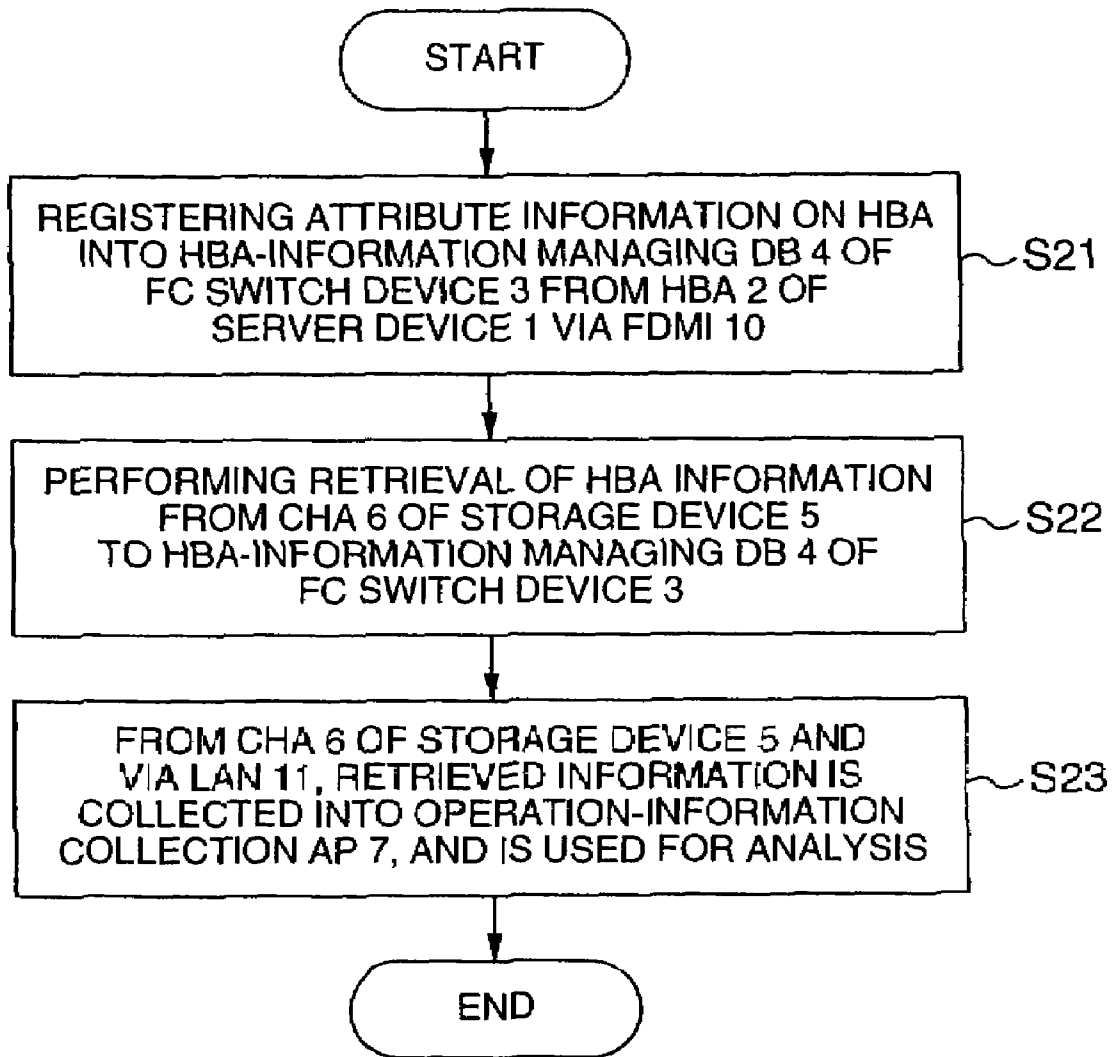 START
REGISTERING ATTRIBUTE INFORMATION ON HBA
INTO HBA-INFORMATION MANAGING DB 4 OF
FC SWITCH DEVICE 3 FROM HBA 2 OF
SERVER DEVICE 1 VIA FDMI 10
S21
PERFORMING RETRIEVAL OF HBA INFORMATION
FROM CHA 6 OF STORAGE DEVICE 5
TO HBA-INFORMATION MANAGING DB 4 OF
FC SWITCH DEVICE 3
S22
FROM CHA 6 OF STORAGE DEVICE 5 AND
VIA LAN 11, RETRIEVED INFORMATION IS
COLLECTED INTO OPERATION-INFORMATION
COLLECTION AP 7, AND IS USED FOR ANALYSIS
S23
END